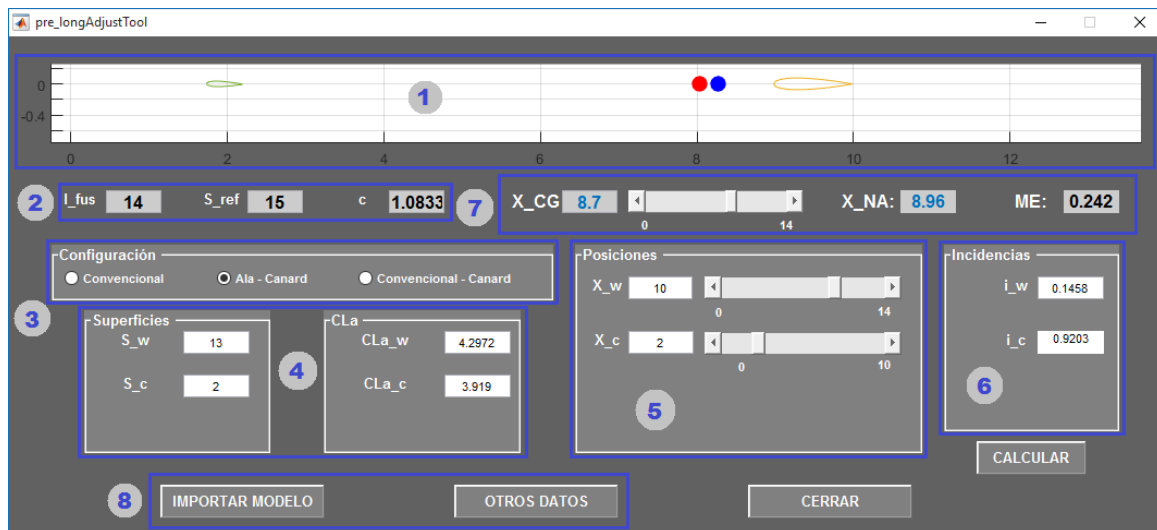 pre_longAdjustTool
0
-0.4
1
0 2 4 6 8 10 12
2 l_fus 14 S_ref 15 c 1.0833 7 X_CG 8.7 X_NA: 8.96 ME: 0.242
0 14
Configuración
Convencional Ala - Canard Convencional - Canard
3
Superficies
S_w 13
S_c 2
CLa
CLa_w 4.2972
CLa_c 3.919
4
Posiciones
X_w 10
0 14
X_c 2
0 10
5
Incidencias
i_w 0.1458
i_c 0.9203
6
CALCULAR
8 IMPORTAR MODELO OTROS DATOS CERRAR